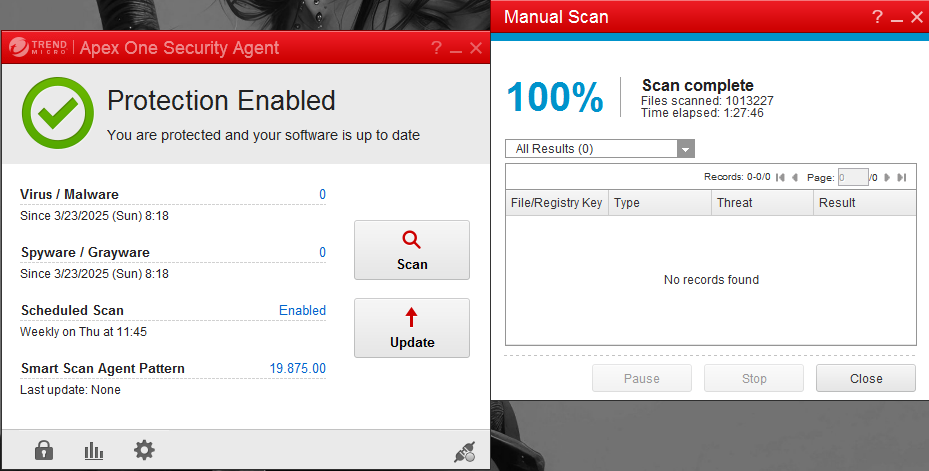 TREND MICRO Apex One Security Agent
Protection Enabled
You are protected and your software is up to date
Virus / Malware 0
Since 3/23/2025 (Sun) 8:18
Spyware / Grayware 0
Since 3/23/2025 (Sun) 8:18
Scheduled Scan Enabled
Weekly on Thu at 11:45
Smart Scan Agent Pattern 19.875.00
Last update: None
Scan
Update
Manual Scan
100%
Scan complete
Files scanned: 1013227
Time elapsed: 1:27:46
All Results (0)
Records: 0-0/0 Page: 0 /0
File/Registry Key Type Threat Result
No records found
Pause Stop Close